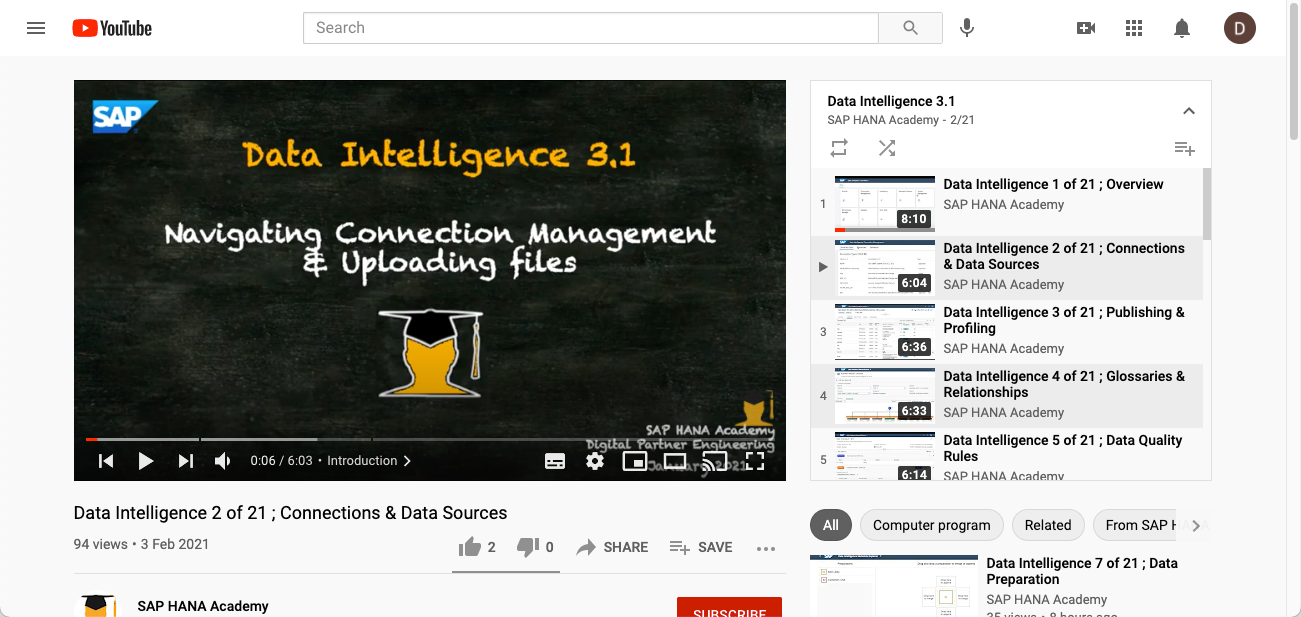 YouTube
Search
D
SAP
Data Intelligence 3.1
Navigating Connection Management
& Uploading files
SAP HANA Academy
Digital Partner Engineering
January 2021
0:06 / 6:03 • Introduction
Data Intelligence 2 of 21 ; Connections & Data Sources
94 views • 3 Feb 2021
2
0
SHARE
SAVE
SAP HANA Academy
SUBSCRIBE
Data Intelligence 3.1
SAP HANA Academy - 2/21
1
8:10
Data Intelligence 1 of 21 ; Overview
SAP HANA Academy
6:04
Data Intelligence 2 of 21 ; Connections
& Data Sources
SAP HANA Academy
3
6:36
Data Intelligence 3 of 21 ; Publishing &
Profiling
SAP HANA Academy
4
6:33
Data Intelligence 4 of 21 ; Glossaries &
Relationships
SAP HANA Academy
5
6:14
Data Intelligence 5 of 21 ; Data Quality
Rules
SAP HANA Academy
All
Computer program
Related
From SAP HANA
Data Intelligence 7 of 21 ; Data
Preparation
SAP HANA Academy
35 views • 8 hours ago